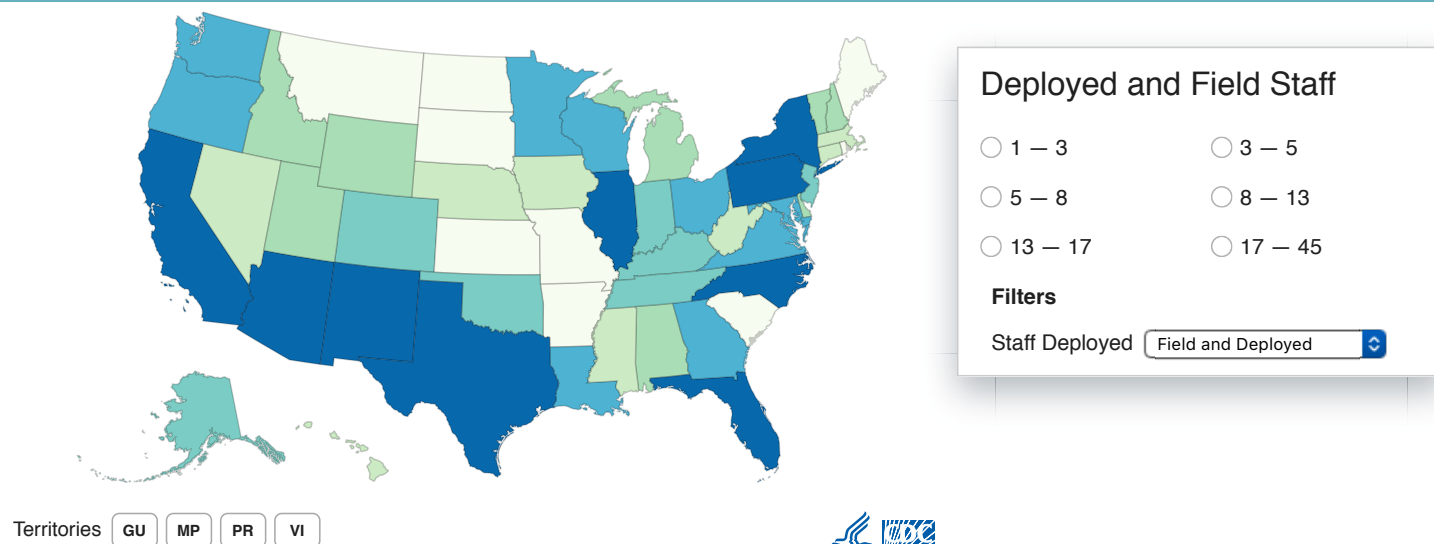 Deployed and Field Staff
1 — 3
3 — 5
5 — 8
8 — 13
13 — 17
17 — 45
Filters
Staff Deployed Field and Deployed
Territories GU MP PR VI
CDC